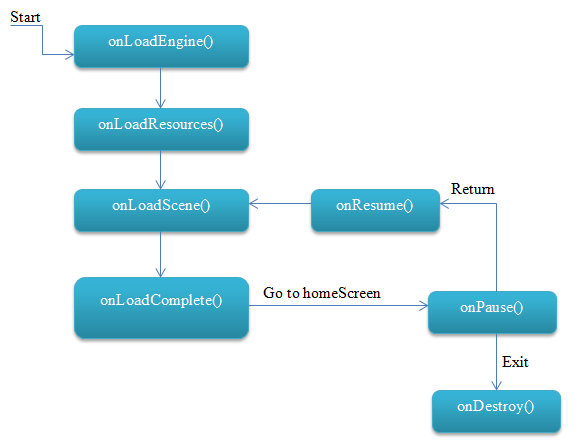 Start
onLoadEngine()
onLoadResources()
onLoadScene()
onResume()
Return
onLoadComplete()
Go to homeScreen
onPause()
Exit
onDestroy()